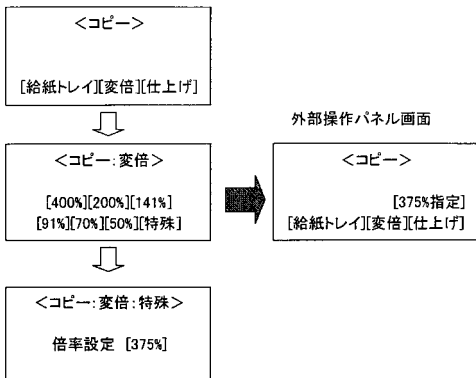 ＜コピー＞
[給紙トレイ][変倍][仕上げ]
＜コピー：変倍＞
[400%][200%][141%]
[91%][70%][50%][特殊]
＜コピー：変倍：特殊＞
倍率設定 [375%]
外部操作パネル画面
＜コピー＞
[375%指定]
[給紙トレイ][変倍][仕上げ]